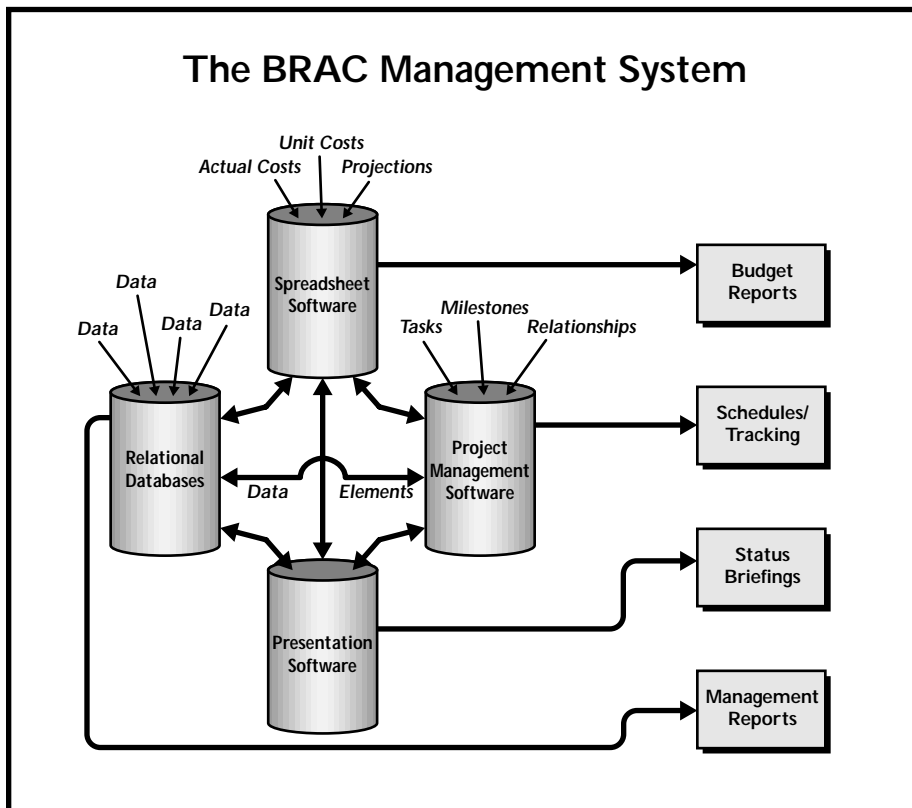 The BRAC Management System
Unit Costs
Actual Costs
Projections
Spreadsheet
Software
Budget
Reports
Data
Data
Data
Data
Milestones
Tasks
Relationships
Relational
Databases
Project
Management
Software
Schedules/
Tracking
Data
Elements
Presentation
Software
Status
Briefings
Management
Reports